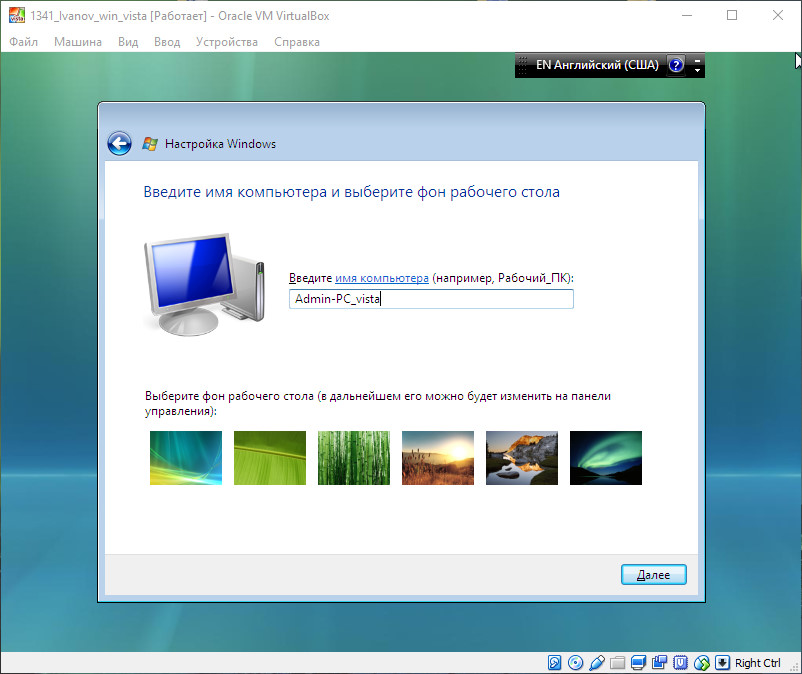 1341_Ivanov_win_vista [Работает] - Oracle VM VirtualBox
Файл Машина Вид Ввод Устройства Справка
EN Английский (США) ?
Настройка Windows
Введите имя компьютера и выберите фон рабочего стола
Введите имя компьютера (например, Рабочий_ПК):
Admin-PC_vista
Выберите фон рабочего стола (в дальнейшем его можно будет изменить на панели
управления):
Далее
Right Ctrl